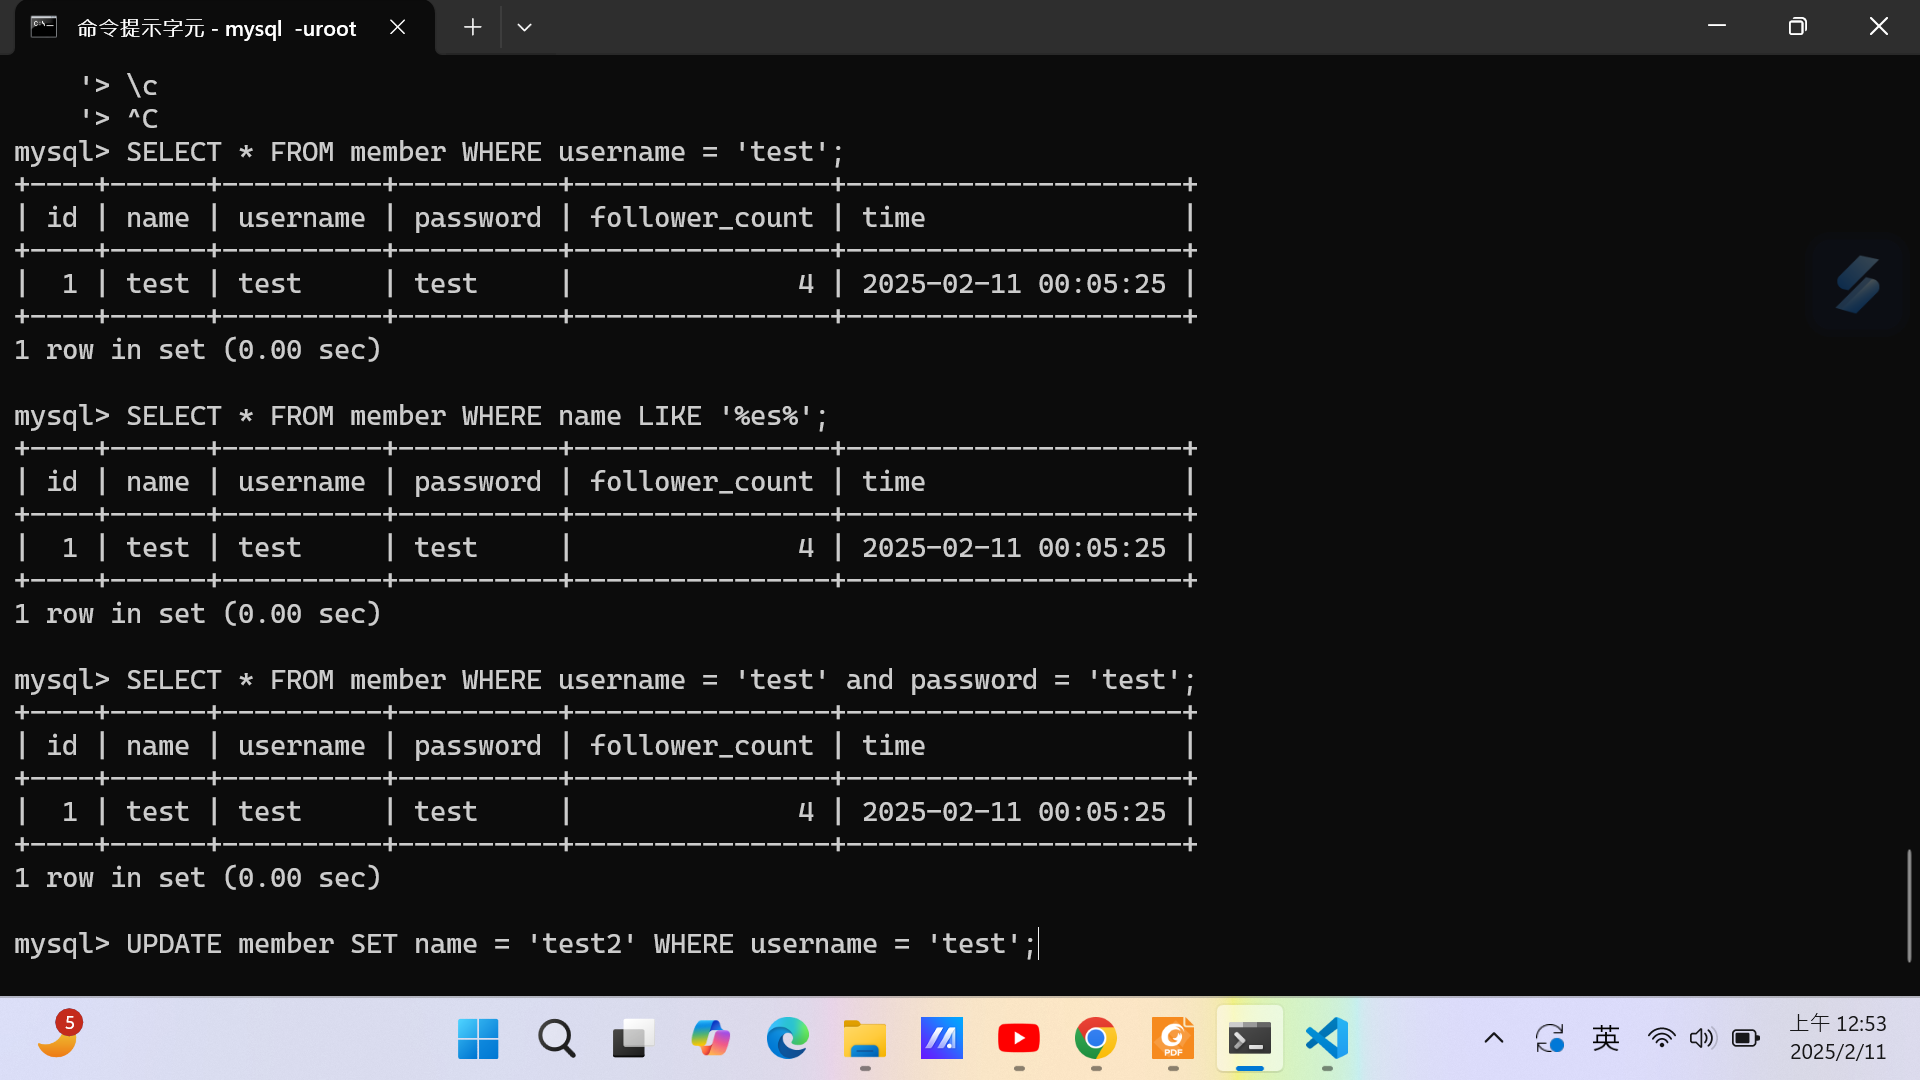 命令提示字元 - mysql  -uroot
    '> \c
    '> ^C
mysql> SELECT * FROM member WHERE username = 'test';
+----+------+----------+----------+----------------+---------------------+
| id | name | username | password | follower_count | time                |
+----+------+----------+----------+----------------+---------------------+
|  1 | test | test     | test     |              4 | 2025-02-11 00:05:25 |
+----+------+----------+----------+----------------+---------------------+
1 row in set (0.00 sec)

mysql> SELECT * FROM member WHERE name LIKE '%es%';
+----+------+----------+----------+----------------+---------------------+
| id | name | username | password | follower_count | time                |
+----+------+----------+----------+----------------+---------------------+
|  1 | test | test     | test     |              4 | 2025-02-11 00:05:25 |
+----+------+----------+----------+----------------+---------------------+
1 row in set (0.00 sec)

mysql> SELECT * FROM member WHERE username = 'test' and password = 'test';
+----+------+----------+----------+----------------+---------------------+
| id | name | username | password | follower_count | time                |
+----+------+----------+----------+----------------+---------------------+
|  1 | test | test     | test     |              4 | 2025-02-11 00:05:25 |
+----+------+----------+----------+----------------+---------------------+
1 row in set (0.00 sec)

mysql> UPDATE member SET name = 'test2' WHERE username = 'test';
5
PDF
英
上午 12:53
2025/2/11